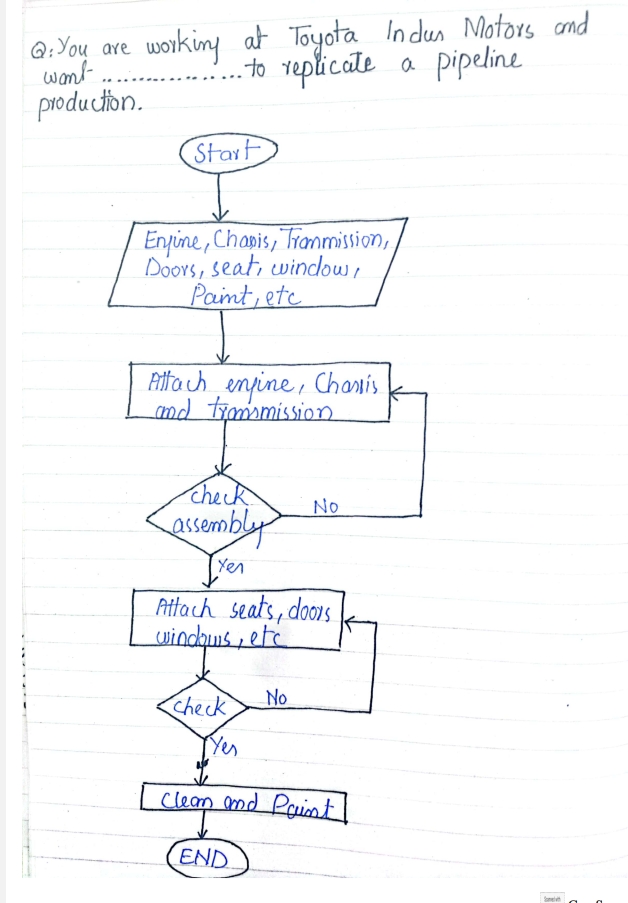 Q: You are working at Toyota Indus Motors and
want ................... to replicate a pipeline
production.
Start
Engine, Chasis, Tranmission,
Doors, seat, window,
Paint, etc
Attach engine, Chassis
and transmission
check
assembly
No
Yes
Attach seats, doors
windows, etc
check
No
Yes
Clean and Paint
END